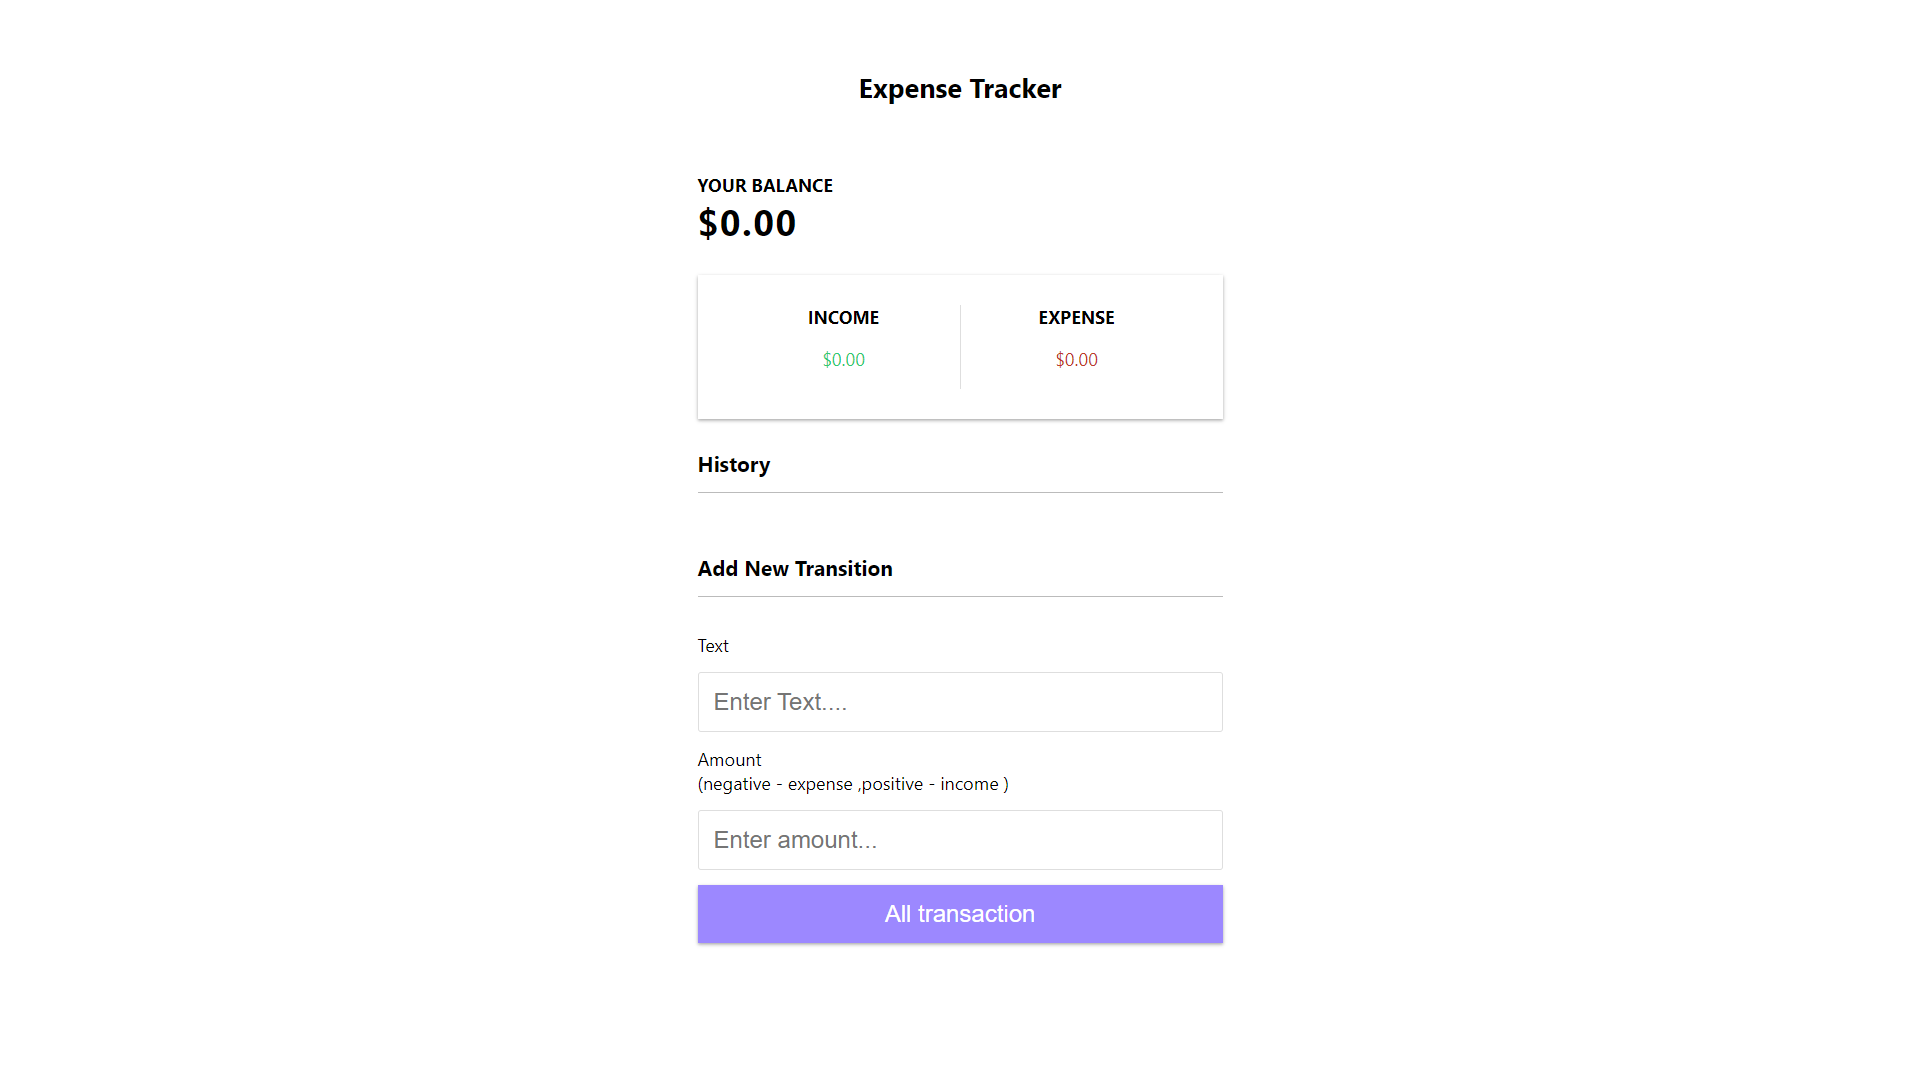 Expense Tracker
YOUR BALANCE
$0.00
INCOME
EXPENSE
$0.00
$0.00
History
Add New Transition
Text
Enter Text....
Amount
(negative - expense ,positive - income )
Enter amount...
All transaction